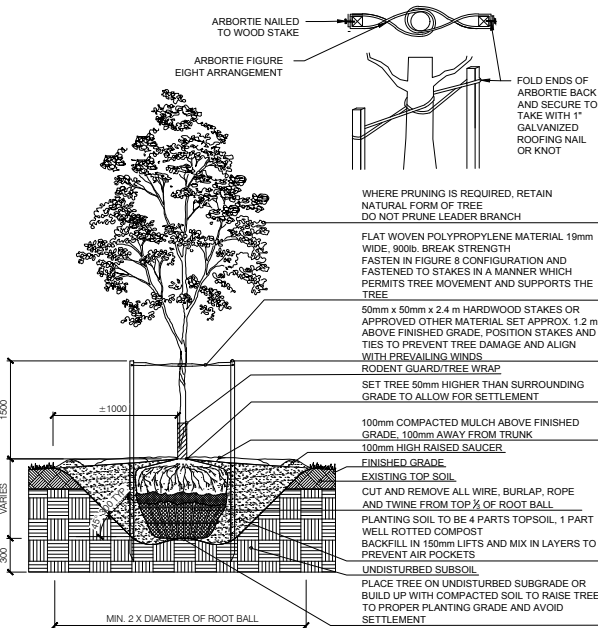 ARBORTIE NAILED
TO WOOD STAKE
ARBORTIE FIGURE
EIGHT ARRANGEMENT
FOLD ENDS OF
ARBORTIE BACK
AND SECURE TO
TAKE WITH 1"
GALVANIZED
ROOFING NAIL
OR KNOT
WHERE PRUNING IS REQUIRED, RETAIN
NATURAL FORM OF TREE
DO NOT PRUNE LEADER BRANCH
FLAT WOVEN POLYPROPYLENE MATERIAL 19mm
WIDE, 900lb. BREAK STRENGTH
FASTEN IN FIGURE 8 CONFIGURATION AND
FASTENED TO STAKES IN A MANNER WHICH
PERMITS TREE MOVEMENT AND SUPPORTS THE
TREE
50mm x 50mm x 2.4 m HARDWOOD STAKES OR
APPROVED OTHER MATERIAL SET APPROX. 1.2 m
ABOVE FINISHED GRADE, POSITION STAKES AND
TIES TO PREVENT TREE DAMAGE AND ALIGN
WITH PREVAILING WINDS
RODENT GUARD/TREE WRAP
SET TREE 50mm HIGHER THAN SURROUNDING
GRADE TO ALLOW FOR SETTLEMENT
100mm COMPACTED MULCH ABOVE FINISHED
GRADE, 100mm AWAY FROM TRUNK
100mm HIGH RAISED SAUCER
FINISHED GRADE
EXISTING TOP SOIL
CUT AND REMOVE ALL WIRE, BURLAP, ROPE
AND TWINE FROM TOP OF ROOT BALL
PLANTING SOIL TO BE 4 PARTS TOPSOIL, 1 PART
WELL ROTTED COMPOST
BACKFILL IN 150mm LIFTS AND MIX IN LAYERS TO
PREVENT AIR POCKETS
UNDISTURBED SUBSOIL
PLACE TREE ON UNDISTURBED SUBGRADE OR
BUILD UP WITH COMPACTED SOIL TO RAISE TREE
TO PROPER PLANTING GRADE AND AVOID
SETTLEMENT
1500
±1000
VARIES
300
MIN. 2 X DIAMETER OF ROOT BALL